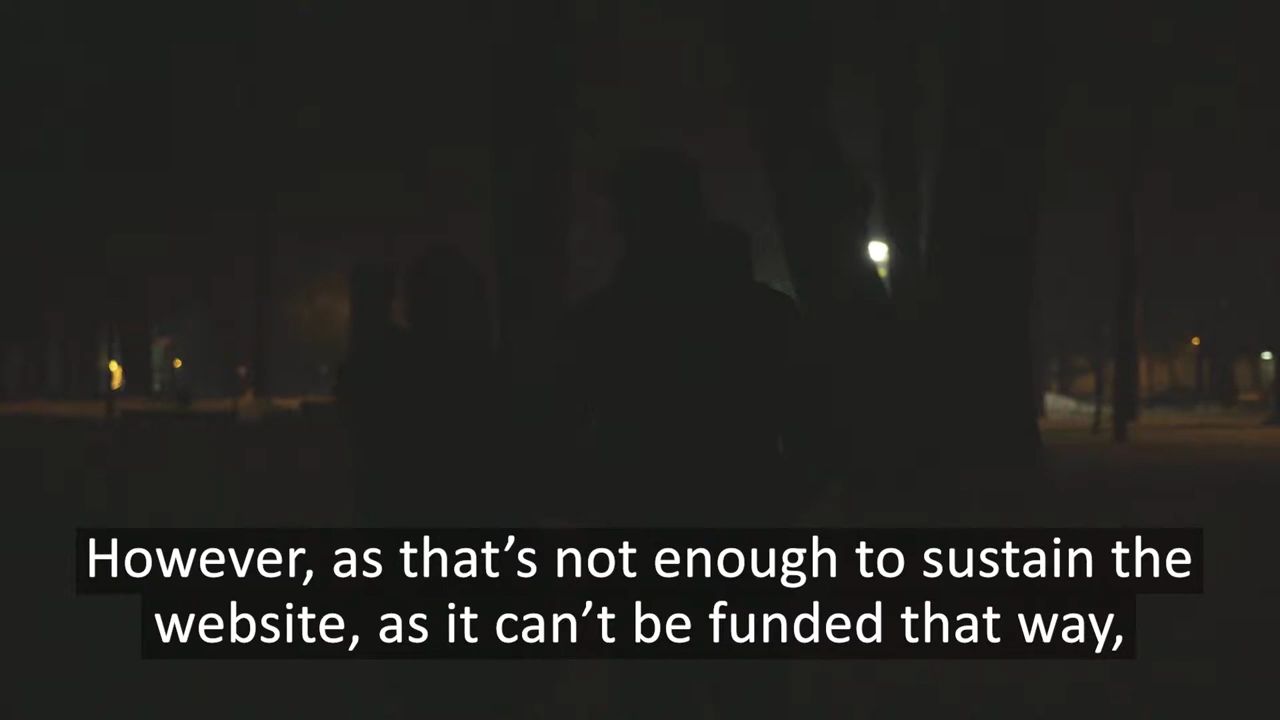 However, as that’s not enough to sustain the
website, as it can’t be funded that way,